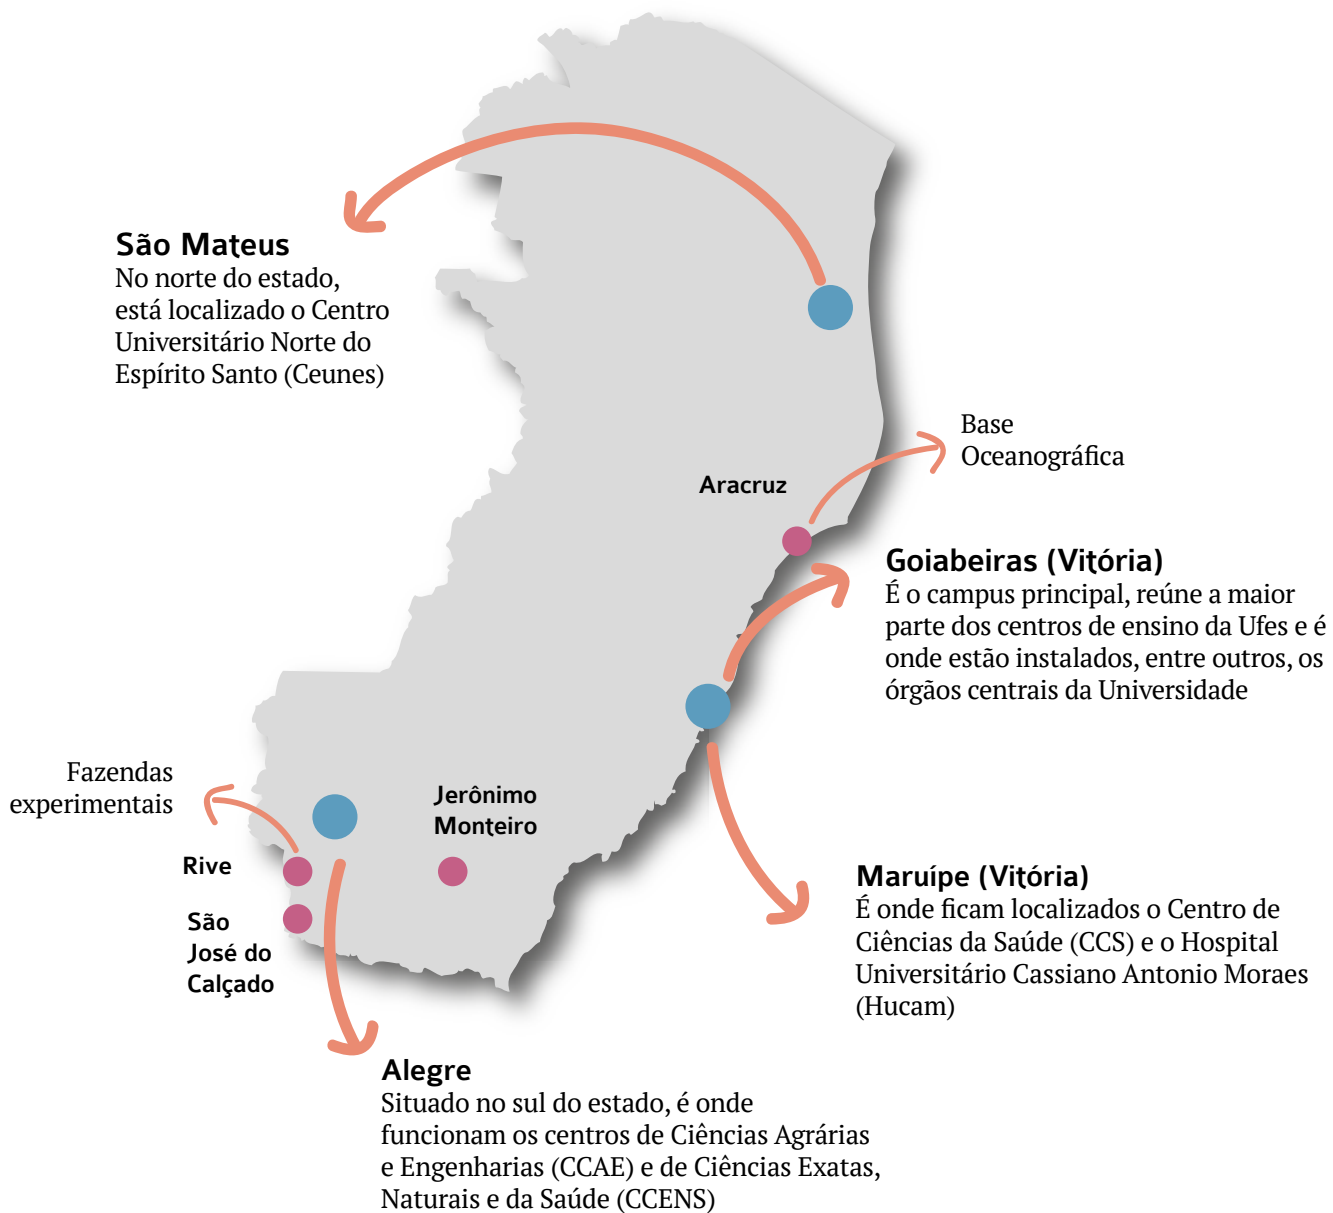 São Mateus
No norte do estado,
está localizado o Centro
Universitário Norte do
Espírito Santo (Ceunes)
Base
Oceanográfica
Aracruz
Goiabeiras (Vitória)
É o campus principal, reúne a maior
parte dos centros de ensino da Ufes e é
onde estão instalados, entre outros, os
órgãos centrais da Universidade
Fazendas
experimentais
Jerônimo
Monteiro
Rive
São
José do
Calçado
Maruípe (Vitória)
É onde ficam localizados o Centro de
Ciências da Saúde (CCS) e o Hospital
Universitário Cassiano Antonio Moraes
(Hucam)
Alegre
Situado no sul do estado, é onde
funcionam os centros de Ciências Agrárias
e Engenharias (CCAE) e de Ciências Exatas,
Naturais e da Saúde (CCENS)